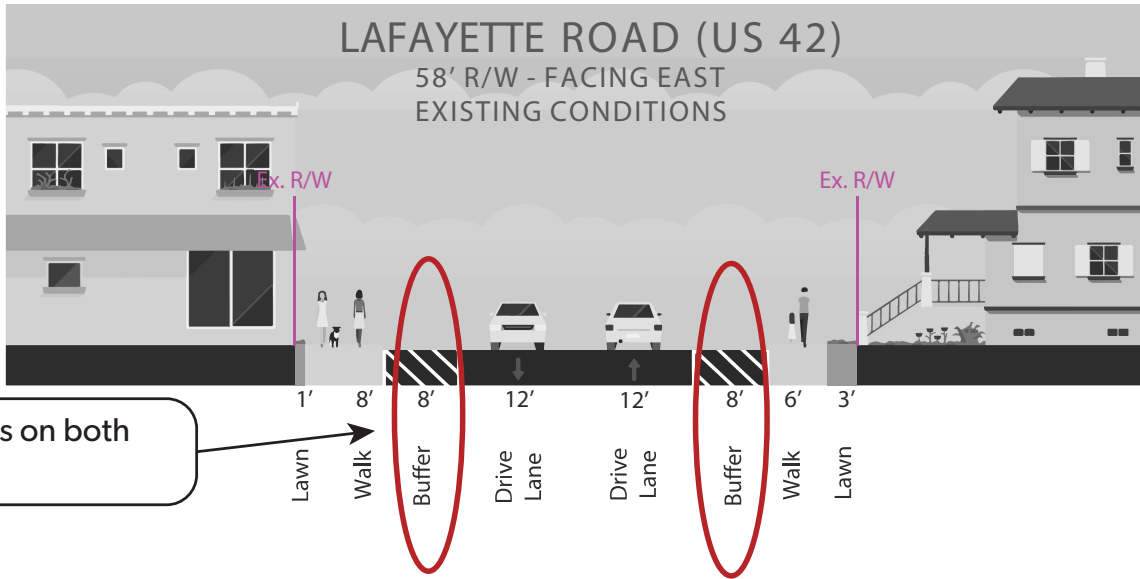 LAFAYETTE ROAD (US 42)
58’ R/W - FACING EAST
EXISTING CONDITIONS
Ex. R/W
Ex. R/W
1’ 8’ 8’ 12’ 12’ 8’ 6’ 3’
Lawn
Walk
Buffer
Drive
Lane
Drive
Lane
Buffer
Walk
Lawn
on both